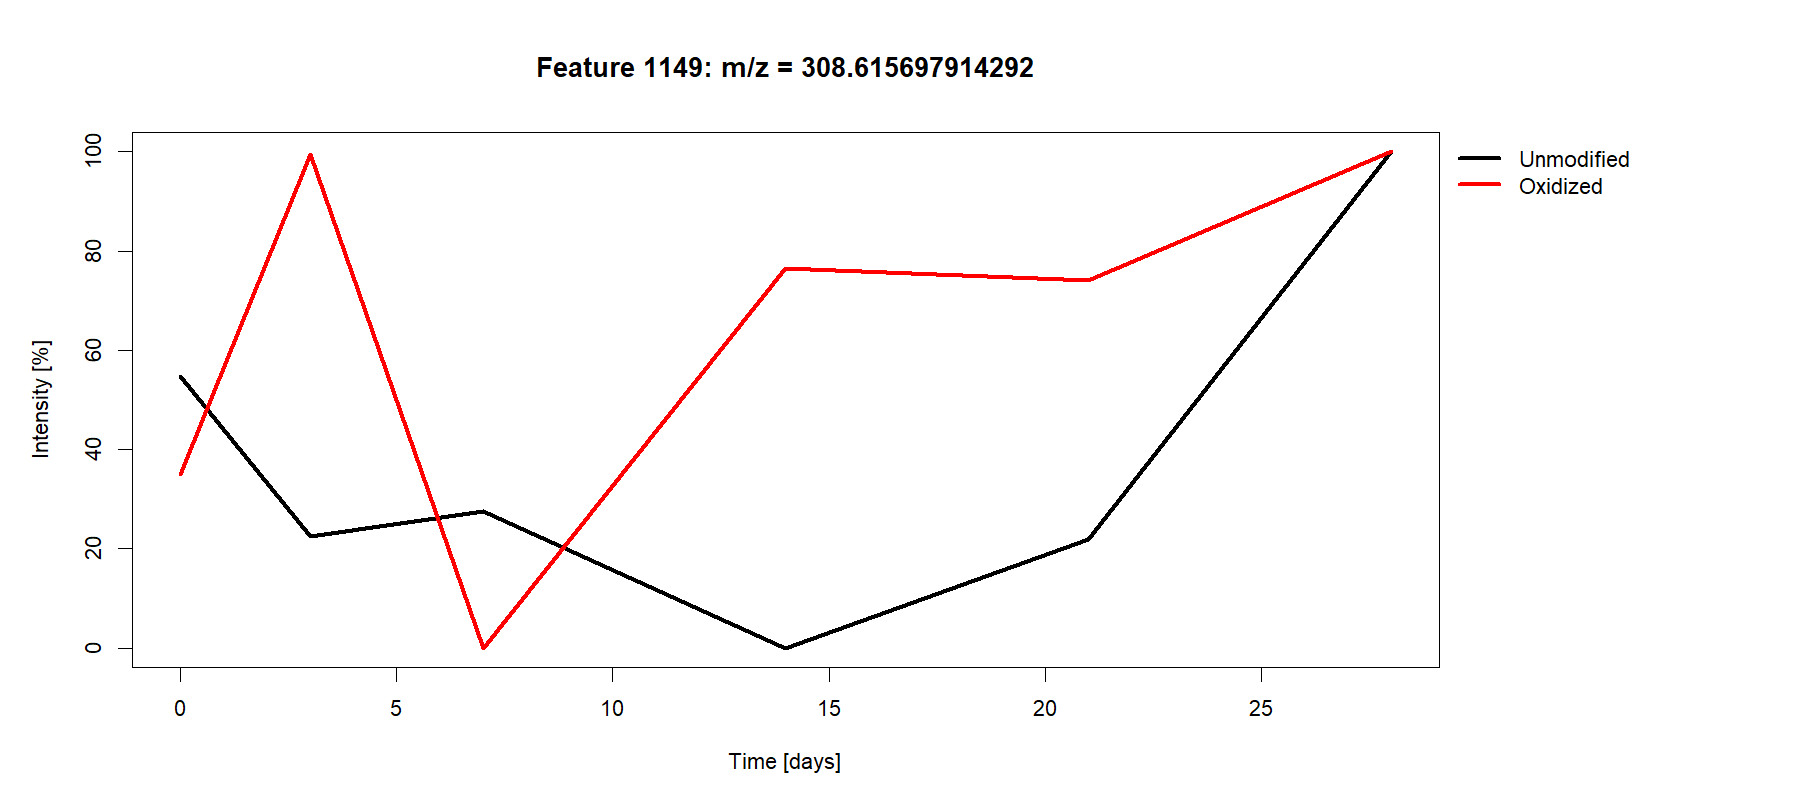 Feature 1149: m/z = 308.615697914292
Unmodified
Oxidized
Intensity [%]
100
80
60
40
20
0
0 5 10 15 20 25
Time [days]